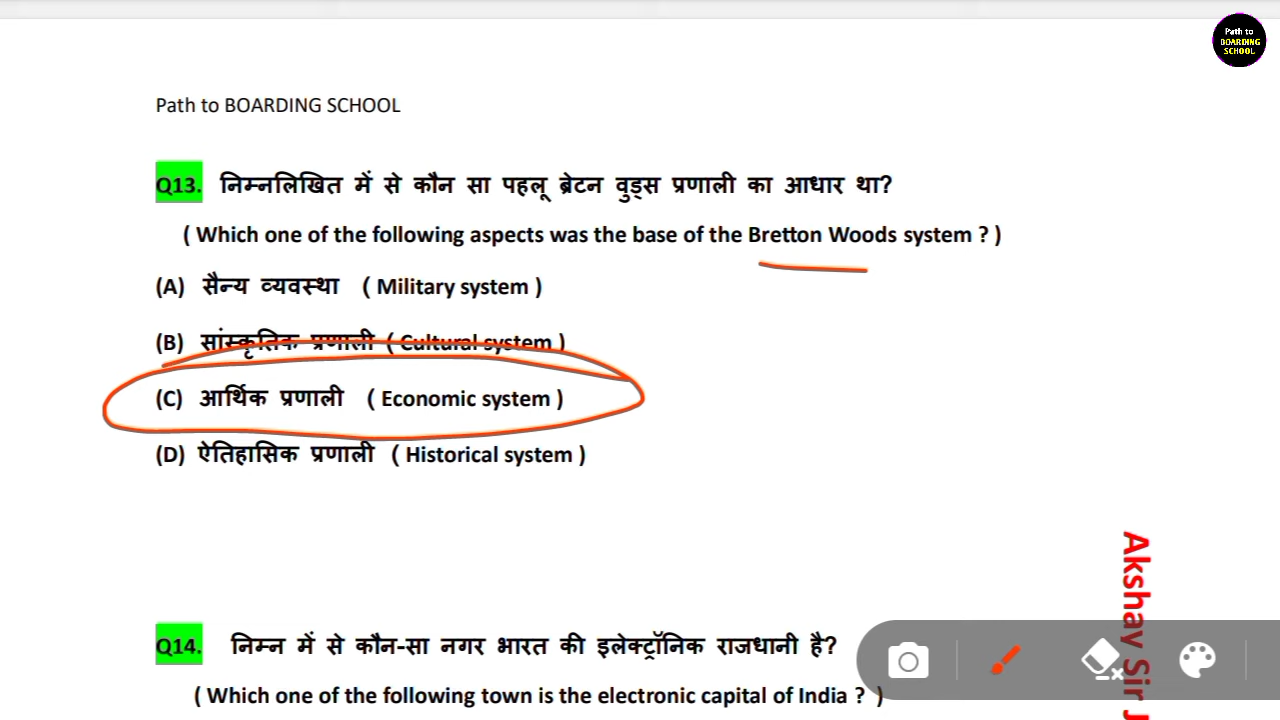 Path to
BOARDING
SCHOOL
Path to BOARDING SCHOOL
Q13. निम्नलिखित में से कौन सा पहलू ब्रेटन वुड्स प्रणाली का आधार था?
( Which one of the following aspects was the base of the Bretton Woods system ? )
(A) सैन्य व्यवस्था ( Military system )
(B) सांस्कृतिक प्रणाली ( Cultural system )
(C) आर्थिक प्रणाली ( Economic system )
(D) ऐतिहासिक प्रणाली ( Historical system )
Q14. निम्न में से कौन-सा नगर भारत की इलेक्ट्रॉनिक राजधानी है?
( Which one of the following town is the electronic capital of India ? )
Akshay Sir